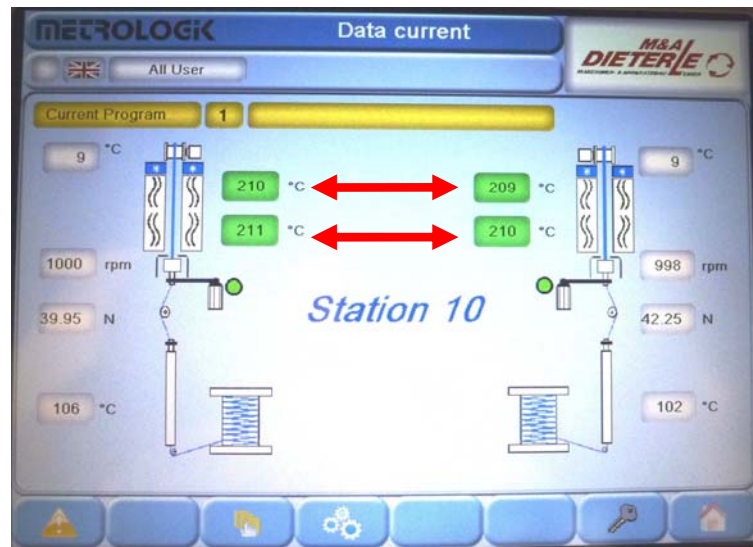 METROLOGIK
Data current
M&A
DIETERLE
All User
Current Program 1
9 °C
9 °C
210 °C
209 °C
211 °C
210 °C
1000 rpm
998 rpm
Station 10
39.95 N
42.25 N
106 °C
102 °C